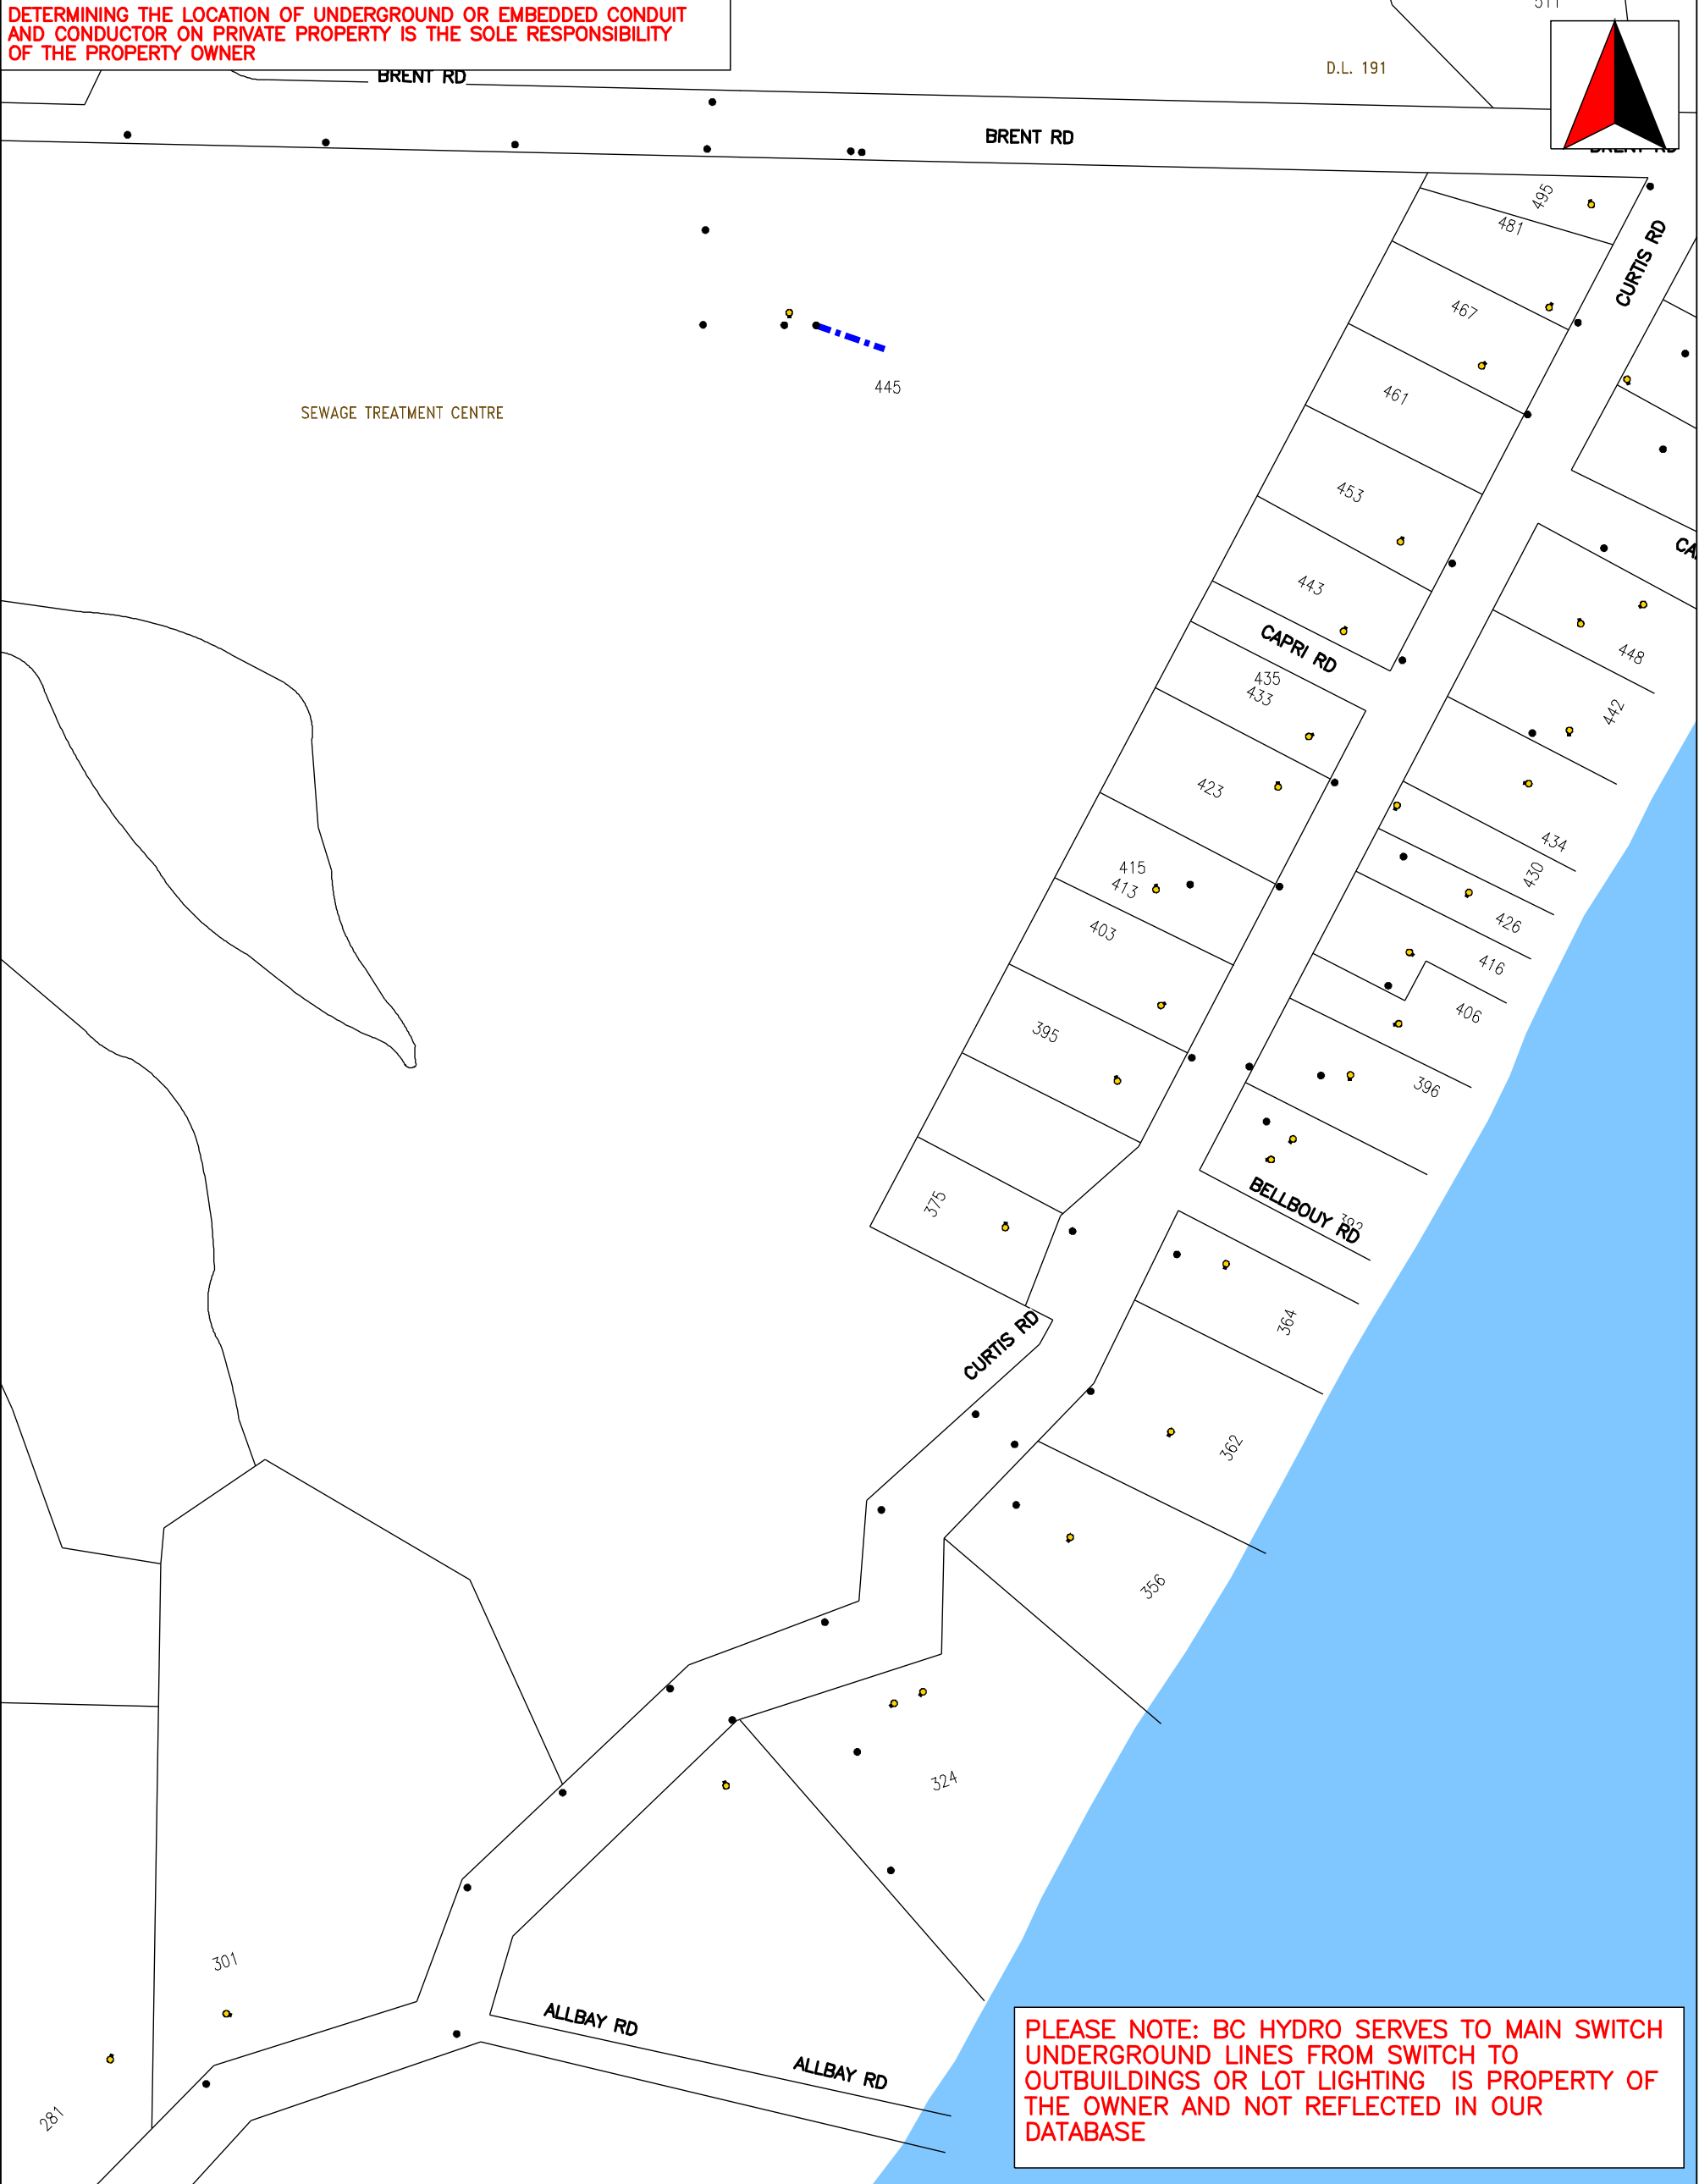 DETERMINING THE LOCATION OF UNDERGROUND OR EMBEDDED CONDUIT
AND CONDUCTOR ON PRIVATE PROPERTY IS THE SOLE RESPONSIBILITY
OF THE PROPERTY OWNER
511
D.L. 191
BRENT RD
BRENT RD
BRENT RD
495
481
CURTIS RD
467
445
461
SEWAGE TREATMENT CENTRE
453
443
CAPRI RD
448
435
433
442
423
434
415
413
430
426
403
416
406
395
396
375
BELLBOUY RD
392
364
CURTIS RD
362
356
324
301
ALLBAY RD
ALLBAY RD
281
PLEASE NOTE: BC HYDRO SERVES TO MAIN SWITCH
UNDERGROUND LINES FROM SWITCH TO
OUTBUILDINGS OR LOT LIGHTING IS PROPERTY OF
THE OWNER AND NOT REFLECTED IN OUR
DATABASE